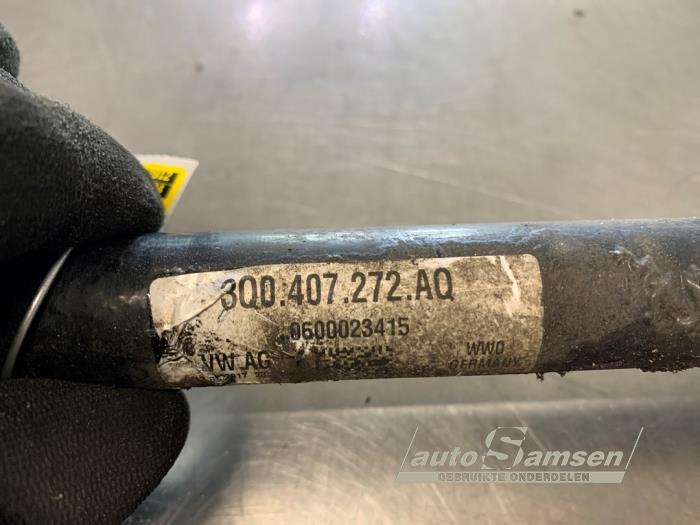 3Q0.407.272.AQ
0600023415
VW AG
WWO
GERMANY
autoSamsen
GEBRUIKTE ONDERDELEN